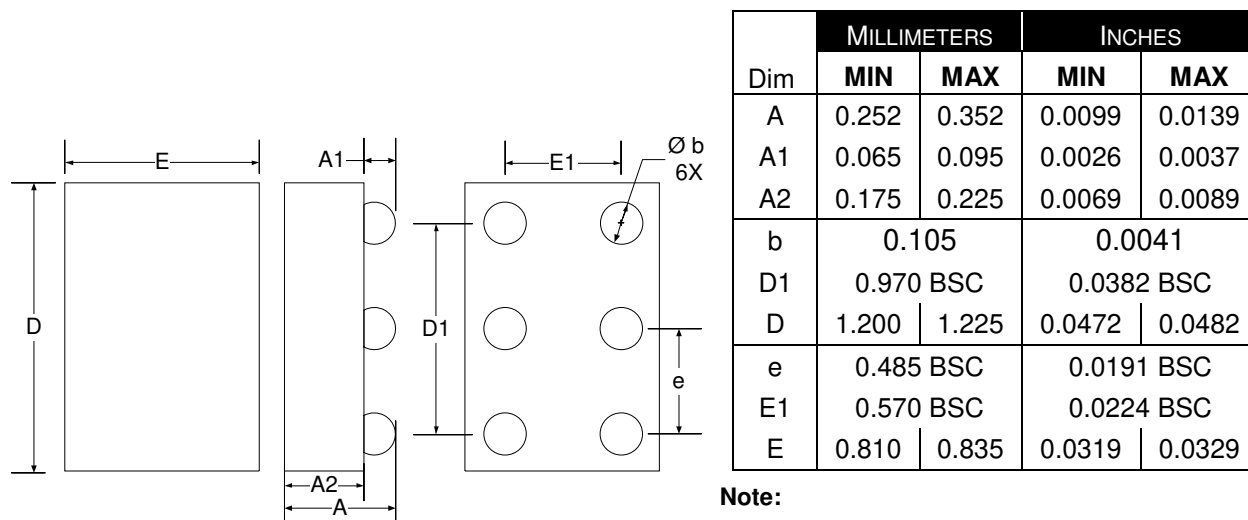 E
A1
E1
Ø b
6X
D
D1
e
A2
A
MILLIMETERS INCHES
Dim MIN MAX MIN MAX
A 0.252 0.352 0.0099 0.0139
A1 0.065 0.095 0.0026 0.0037
A2 0.175 0.225 0.0069 0.0089
b 0.105 0.0041
D1 0.970 BSC 0.0382 BSC
D 1.200 1.225 0.0472 0.0482
e 0.485 BSC 0.0191 BSC
E1 0.570 BSC 0.0224 BSC
E 0.810 0.835 0.0319 0.0329
Note: